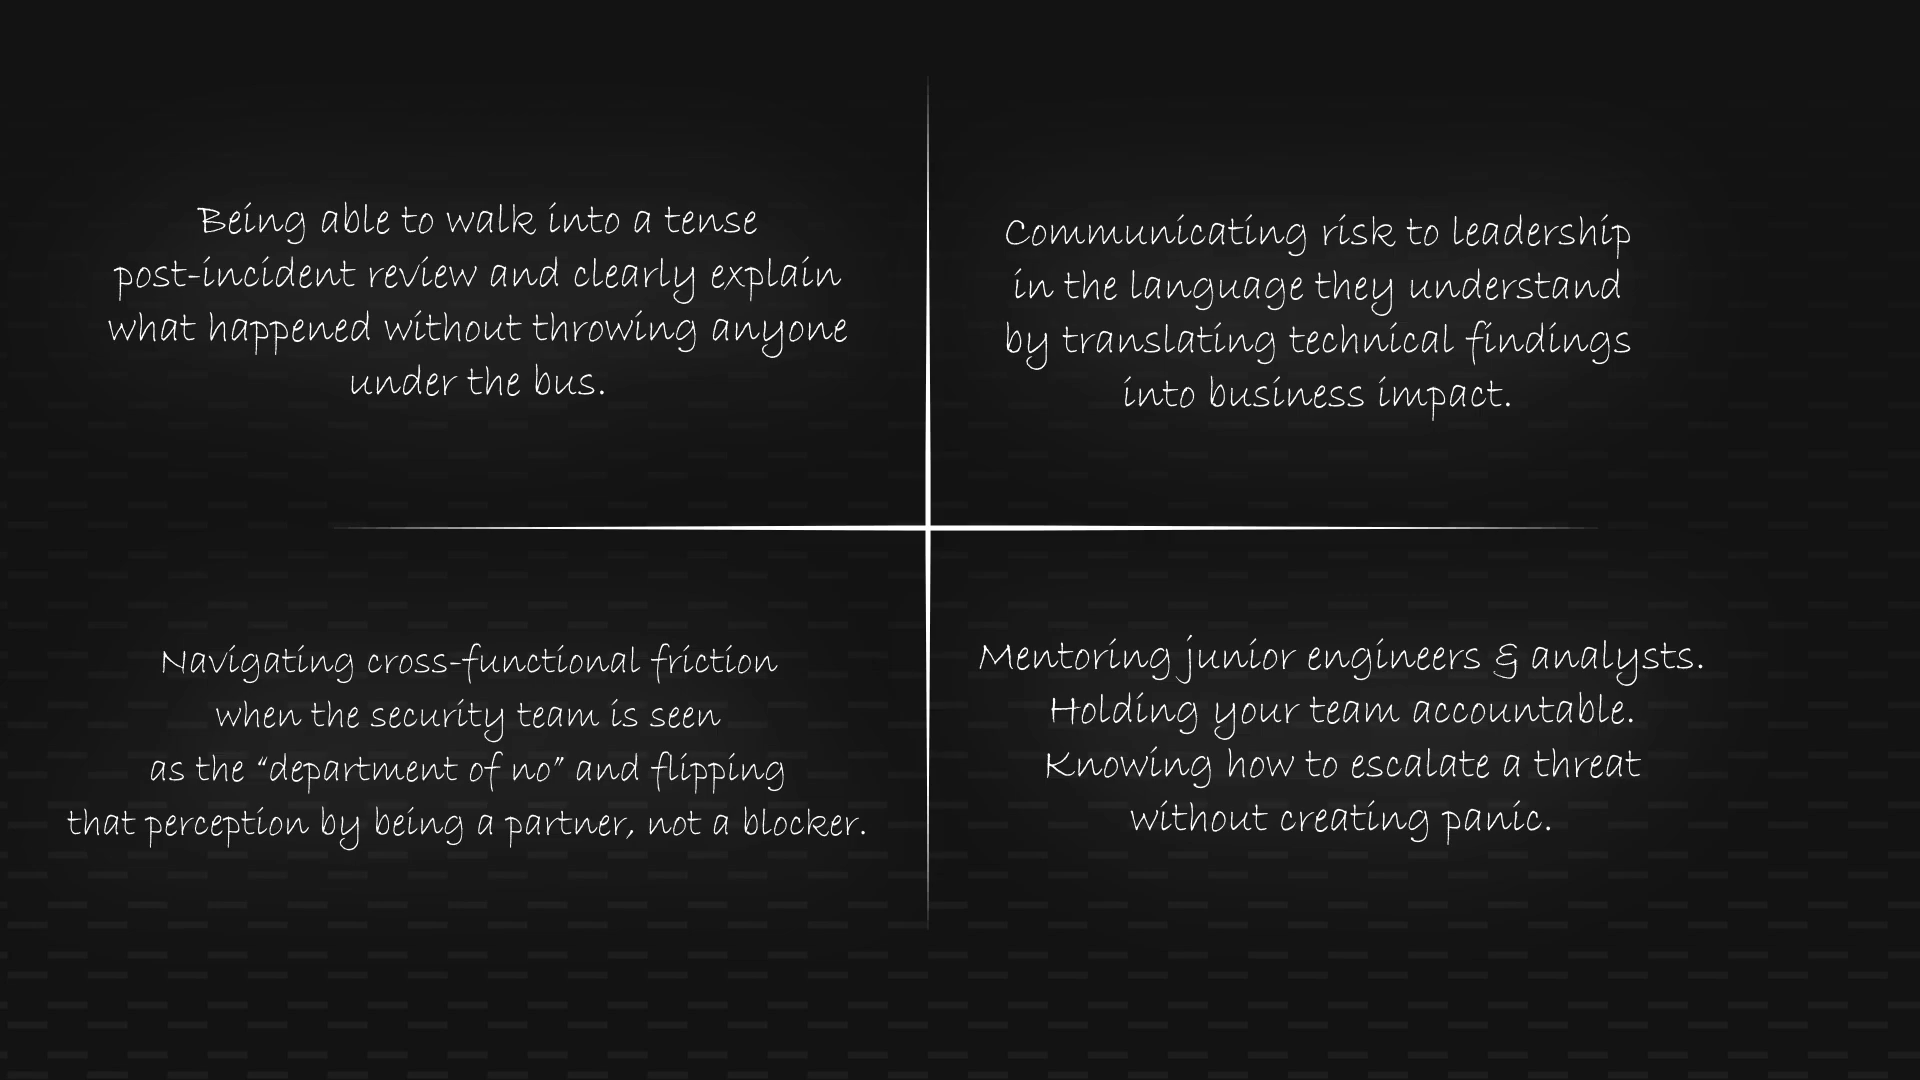 Being able to walk into a tense
post-incident review and clearly explain
what happened without throwing anyone
under the bus.
Communicating risk to leadership
in the language they understand
by translating technical findings
into business impact.
Navigating cross-functional friction
when the security team is seen
as the “department of no” and flipping
that perception by being a partner, not a blocker.
Mentoring junior engineers & analysts.
Holding your team accountable.
Knowing how to escalate a threat
without creating panic.